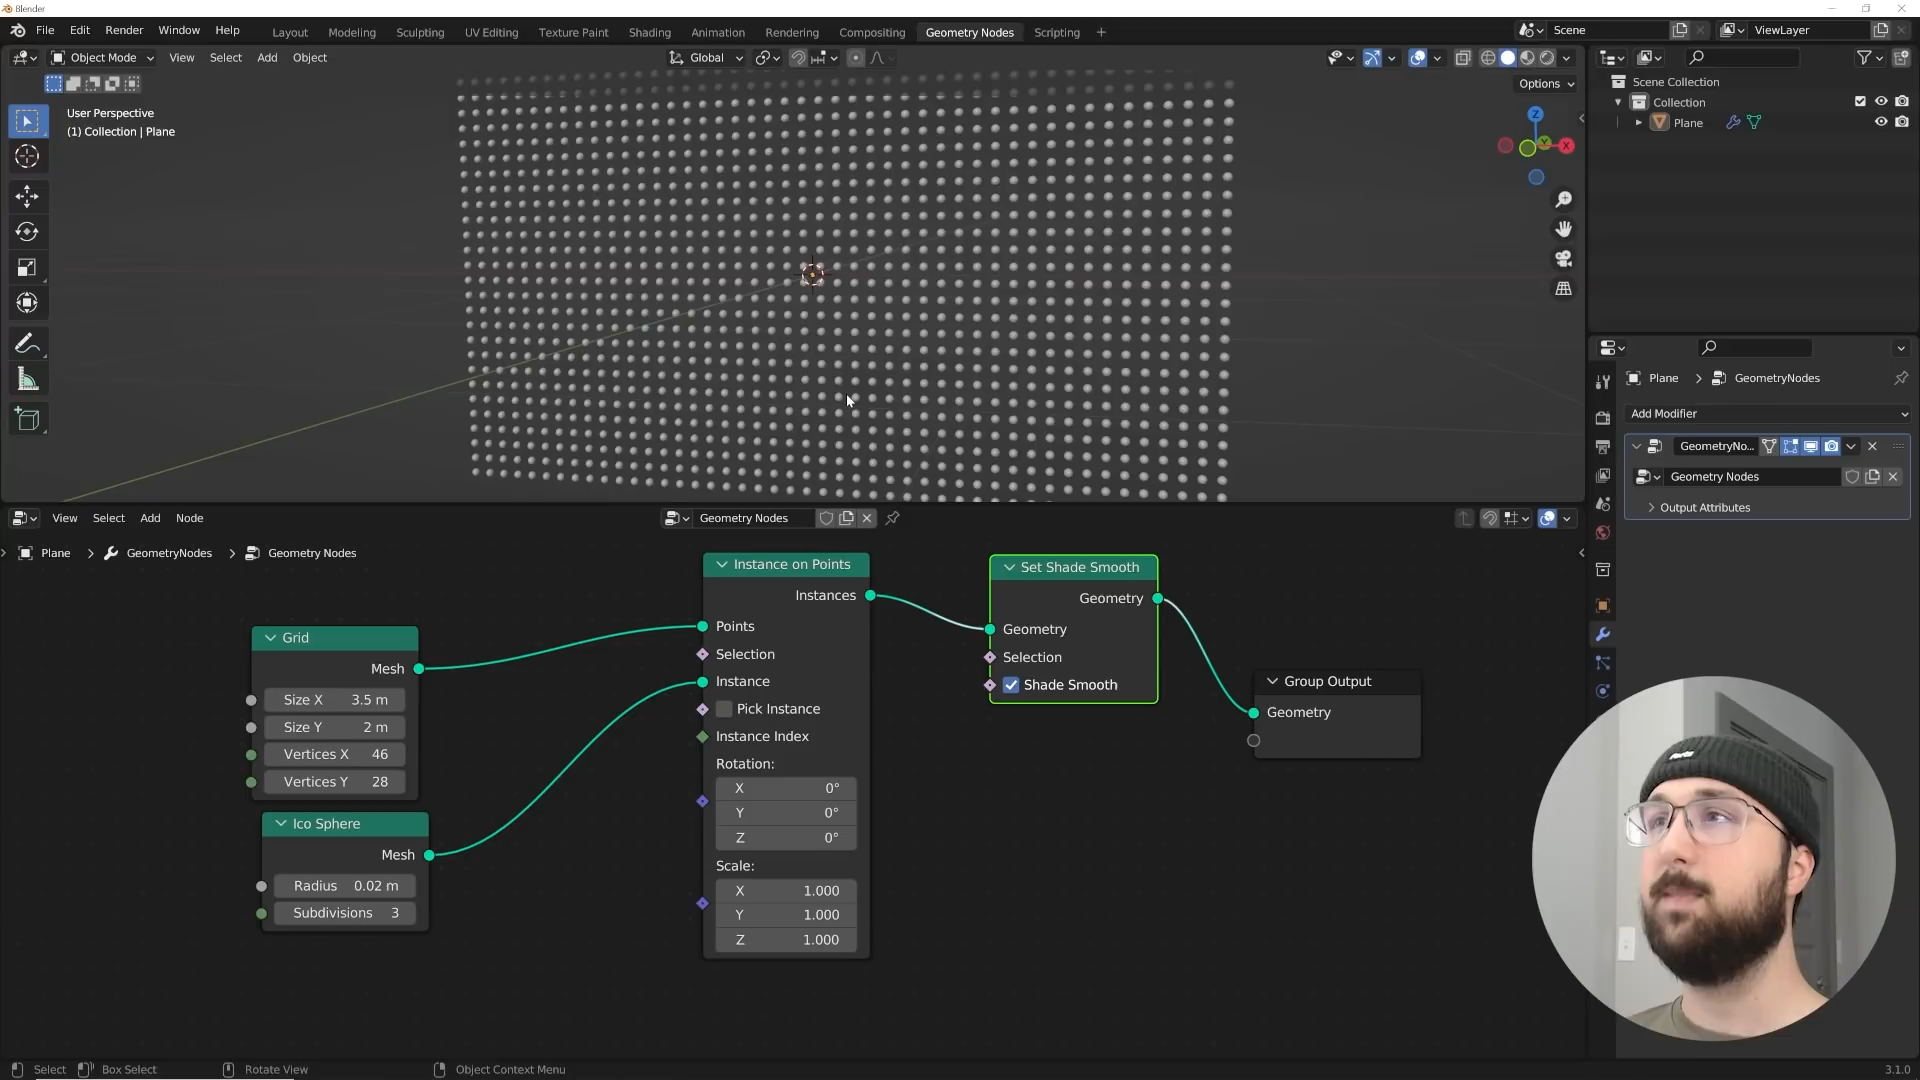 Blender
File Edit Render Window Help Layout Modeling Sculpting UV Editing Texture Paint Shading Animation Rendering Compositing Geometry Nodes Scripting + Scene ViewLayer
Object Mode View Select Add Object Global
Options
User Perspective
(1) Collection | Plane
Z
Y
X
Scene Collection
Collection
Plane
Plane > GeometryNodes
Add Modifier
GeometryNo...
Geometry Nodes
Output Attributes
View Select Add Node Geometry Nodes
Plane > GeometryNodes > Geometry Nodes
Grid
Mesh
Size X 3.5 m
Size Y 2 m
Vertices X 46
Vertices Y 28
Ico Sphere
Mesh
Radius 0.02 m
Subdivisions 3
Instance on Points
Instances
Points
Selection
Instance
Pick Instance
Instance Index
Rotation:
X 0°
Y 0°
Z 0°
Scale:
X 1.000
Y 1.000
Z 1.000
Set Shade Smooth
Geometry
Geometry
Selection
Shade Smooth
Group Output
Geometry
Select Box Select Rotate View Object Context Menu 3.1.0